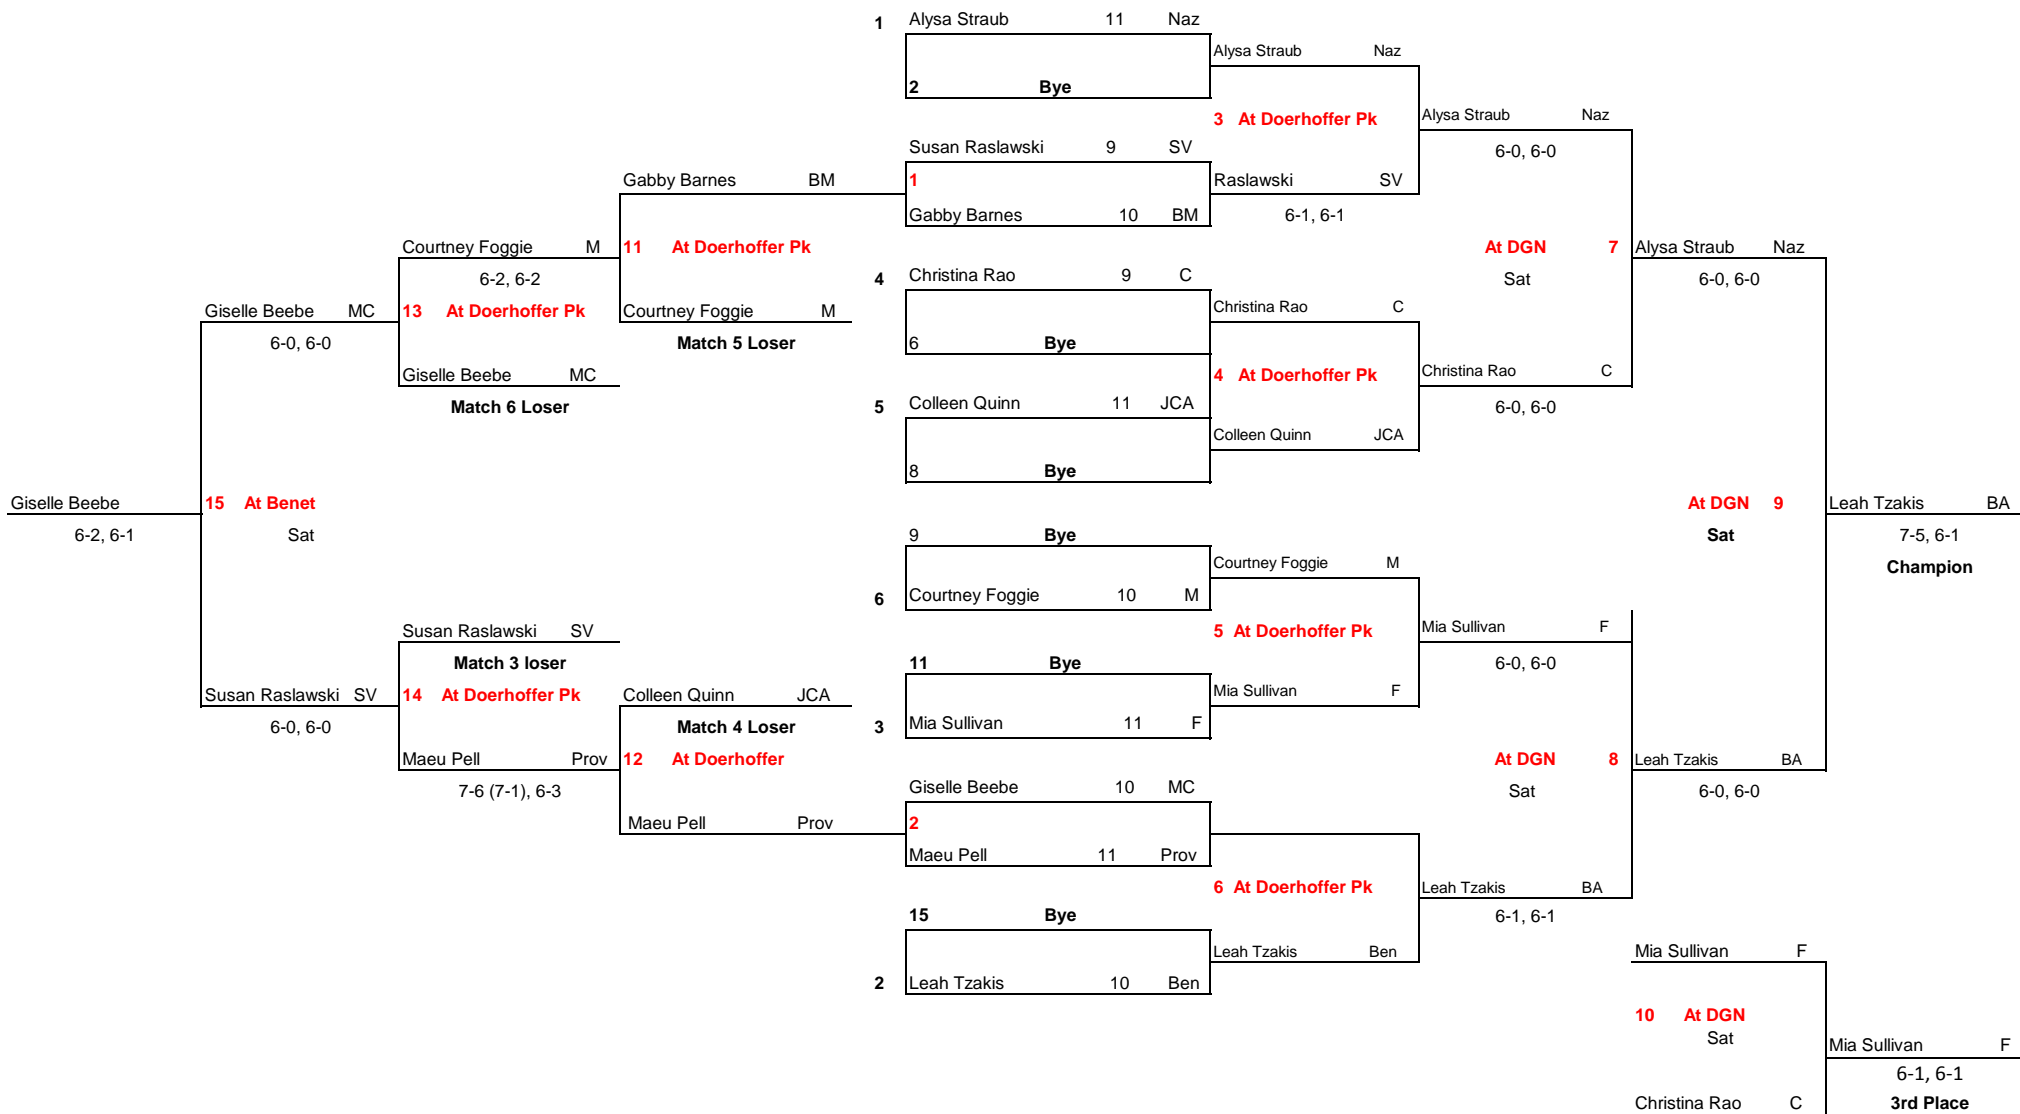 1 Alysa Straub 11 Naz
Alysa Straub Naz
2 Bye
3 At Doerhoffer Pk
Alysa Straub Naz
6-0, 6-0
Susan Raslawski 9 SV
Gabby Barnes BM
1
Raslawski SV
Gabby Barnes 10 BM
6-1, 6-1
Courtney Foggie M
11 At Doerhoffer Pk
At DGN 7
Alysa Straub Naz
6-2, 6-2
4 Christina Rao 9 C
Sat
6-0, 6-0
Giselle Beebe MC
13 At Doerhoffer Pk
Courtney Foggie M
Christina Rao C
6-0, 6-0
Match 5 Loser
6 Bye
Giselle Beebe MC
4 At Doerhoffer Pk
Christina Rao C
Match 6 Loser
5 Colleen Quinn 11 JCA
6-0, 6-0
Colleen Quinn JCA
8 Bye
Giselle Beebe
15 At Benet
At DGN 9
Leah Tzakis BA
6-2, 6-1
Sat
9 Bye
Sat
7-5, 6-1
Courtney Foggie M
Champion
6 Courtney Foggie 10 M
Susan Raslawski SV
5 At Doerhoffer Pk
Mia Sullivan F
Match 3 loser
11 Bye
6-0, 6-0
Susan Raslawski SV
14 At Doerhoffer Pk
Colleen Quinn JCA
Mia Sullivan F
6-0, 6-0
Match 4 Loser
3 Mia Sullivan 11 F
Maeu Pell Prov
12 At Doerhoffer
At DGN 8
Leah Tzakis BA
7-6 (7-1), 6-3
Giselle Beebe 10 MC
Sat
6-0, 6-0
Maeu Pell Prov
2
Maeu Pell 11 Prov
6 At Doerhoffer Pk
Leah Tzakis BA
15 Bye
6-1, 6-1
Leah Tzakis Ben
Mia Sullivan F
2 Leah Tzakis 10 Ben
10 At DGN
Sat
Mia Sullivan F
6-1, 6-1
Christina Rao C
3rd Place